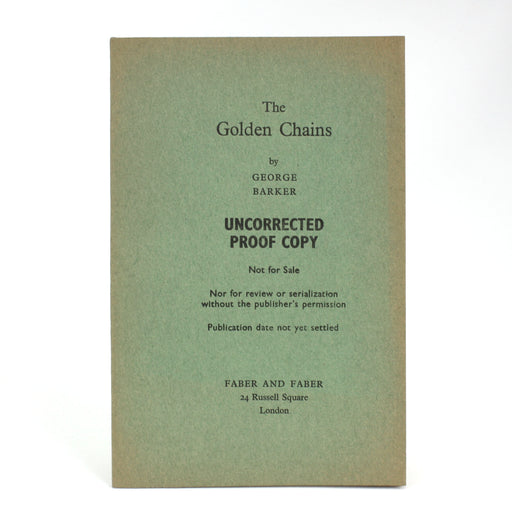 The
Golden Chains
by
GEORGE
BARKER
UNCORRECTED
PROOF COPY
Not for Sale
Nor for review or serialization
without the publisher's permission
Publication date not yet settled
FABER AND FABER
24 Russell Square
London